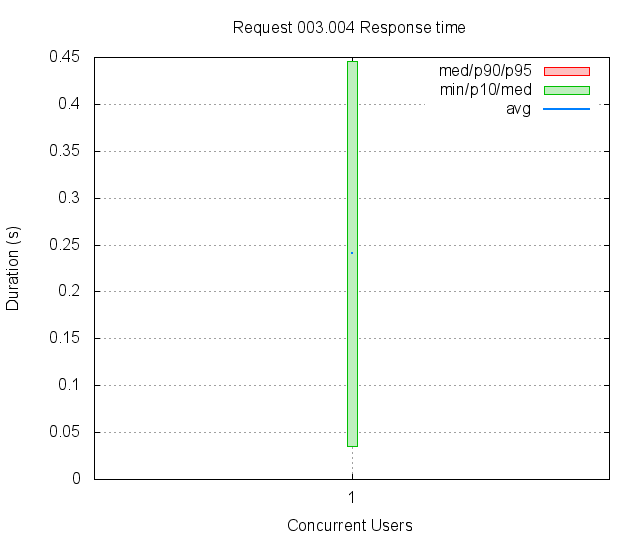 Request 003.004 Response time
0.45
0.4
0.35
0.3
0.25
0.2
0.15
0.1
0.05
0
med/p90/p95
min/p10/med
avg
Duration (s)
1
Concurrent Users